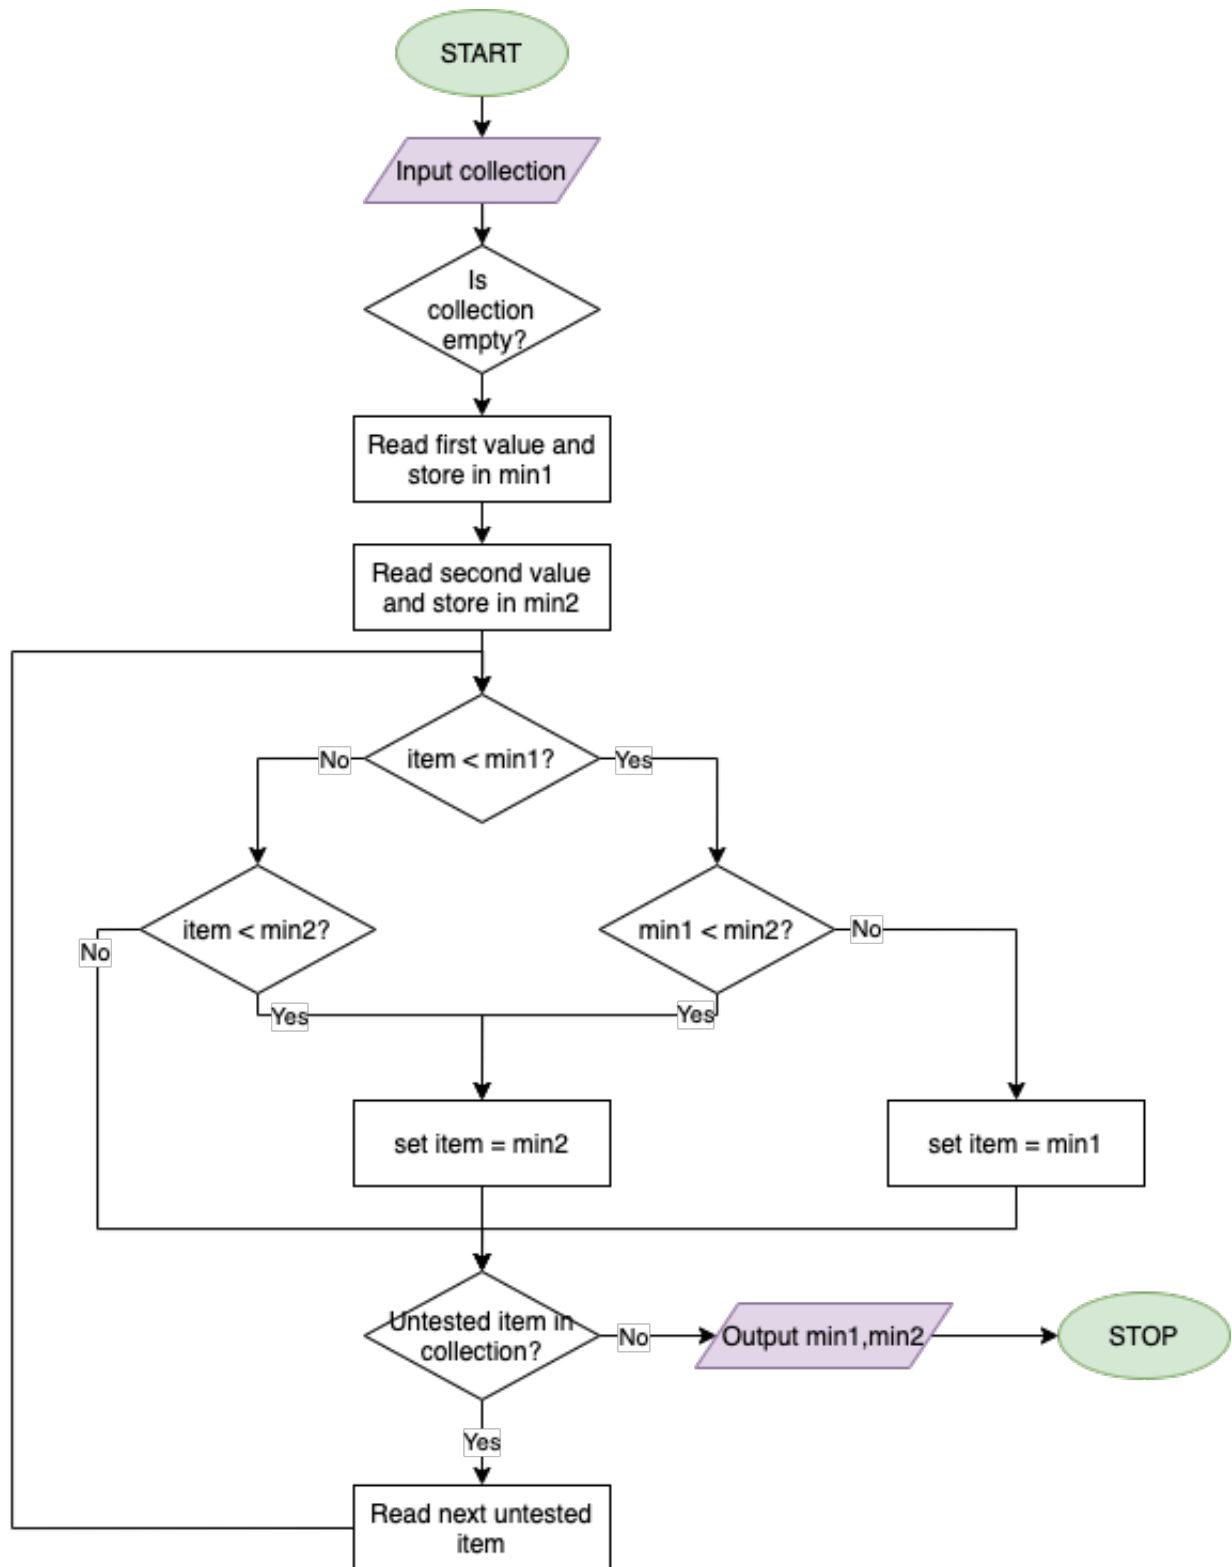 START
Input collection
Is
collection
empty?
Read first value and
store in min1
Read second value
and store in min2
No
item < min1?
Yes
item < min2?
No
min1 < min2?
No
Yes
Yes
set item = min2
set item = min1
Untested item in
collection?
No
Output min1,min2
STOP
Yes
Read next untested
item